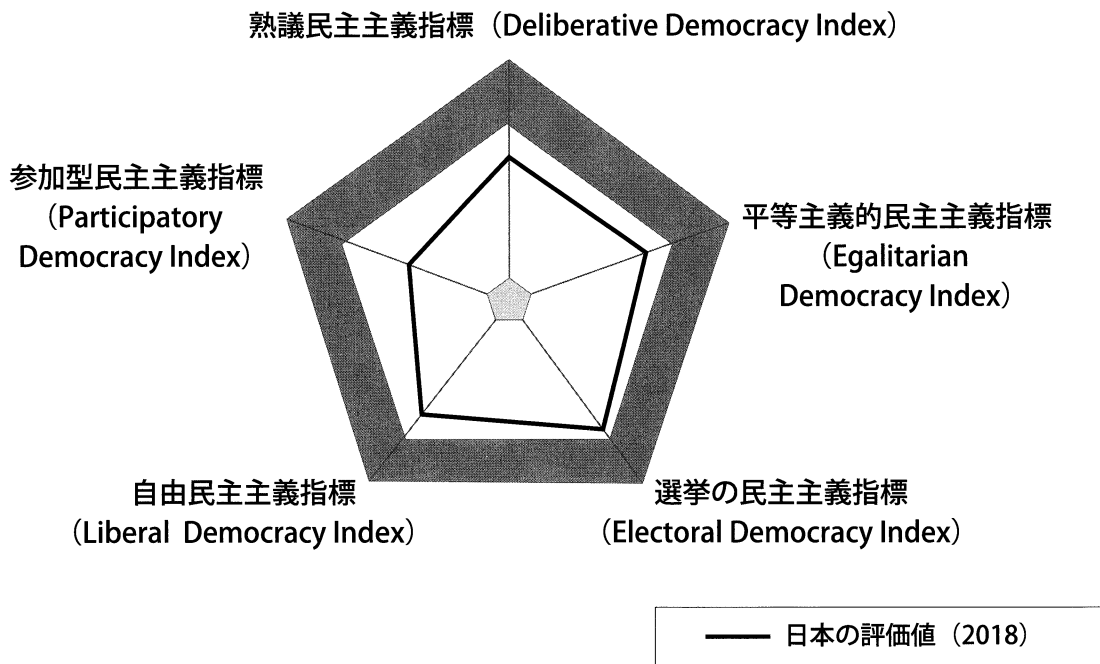 熟議民主主義指標（Deliberative Democracy Index）
参加型民主主義指標
（Participatory
Democracy Index）
平等主義的民主主義指標
（Egalitarian
Democracy Index）
自由民主主義指標
（Liberal Democracy Index）
選挙の民主主義指標
（Electoral Democracy Index）
日本の評価値（2018）